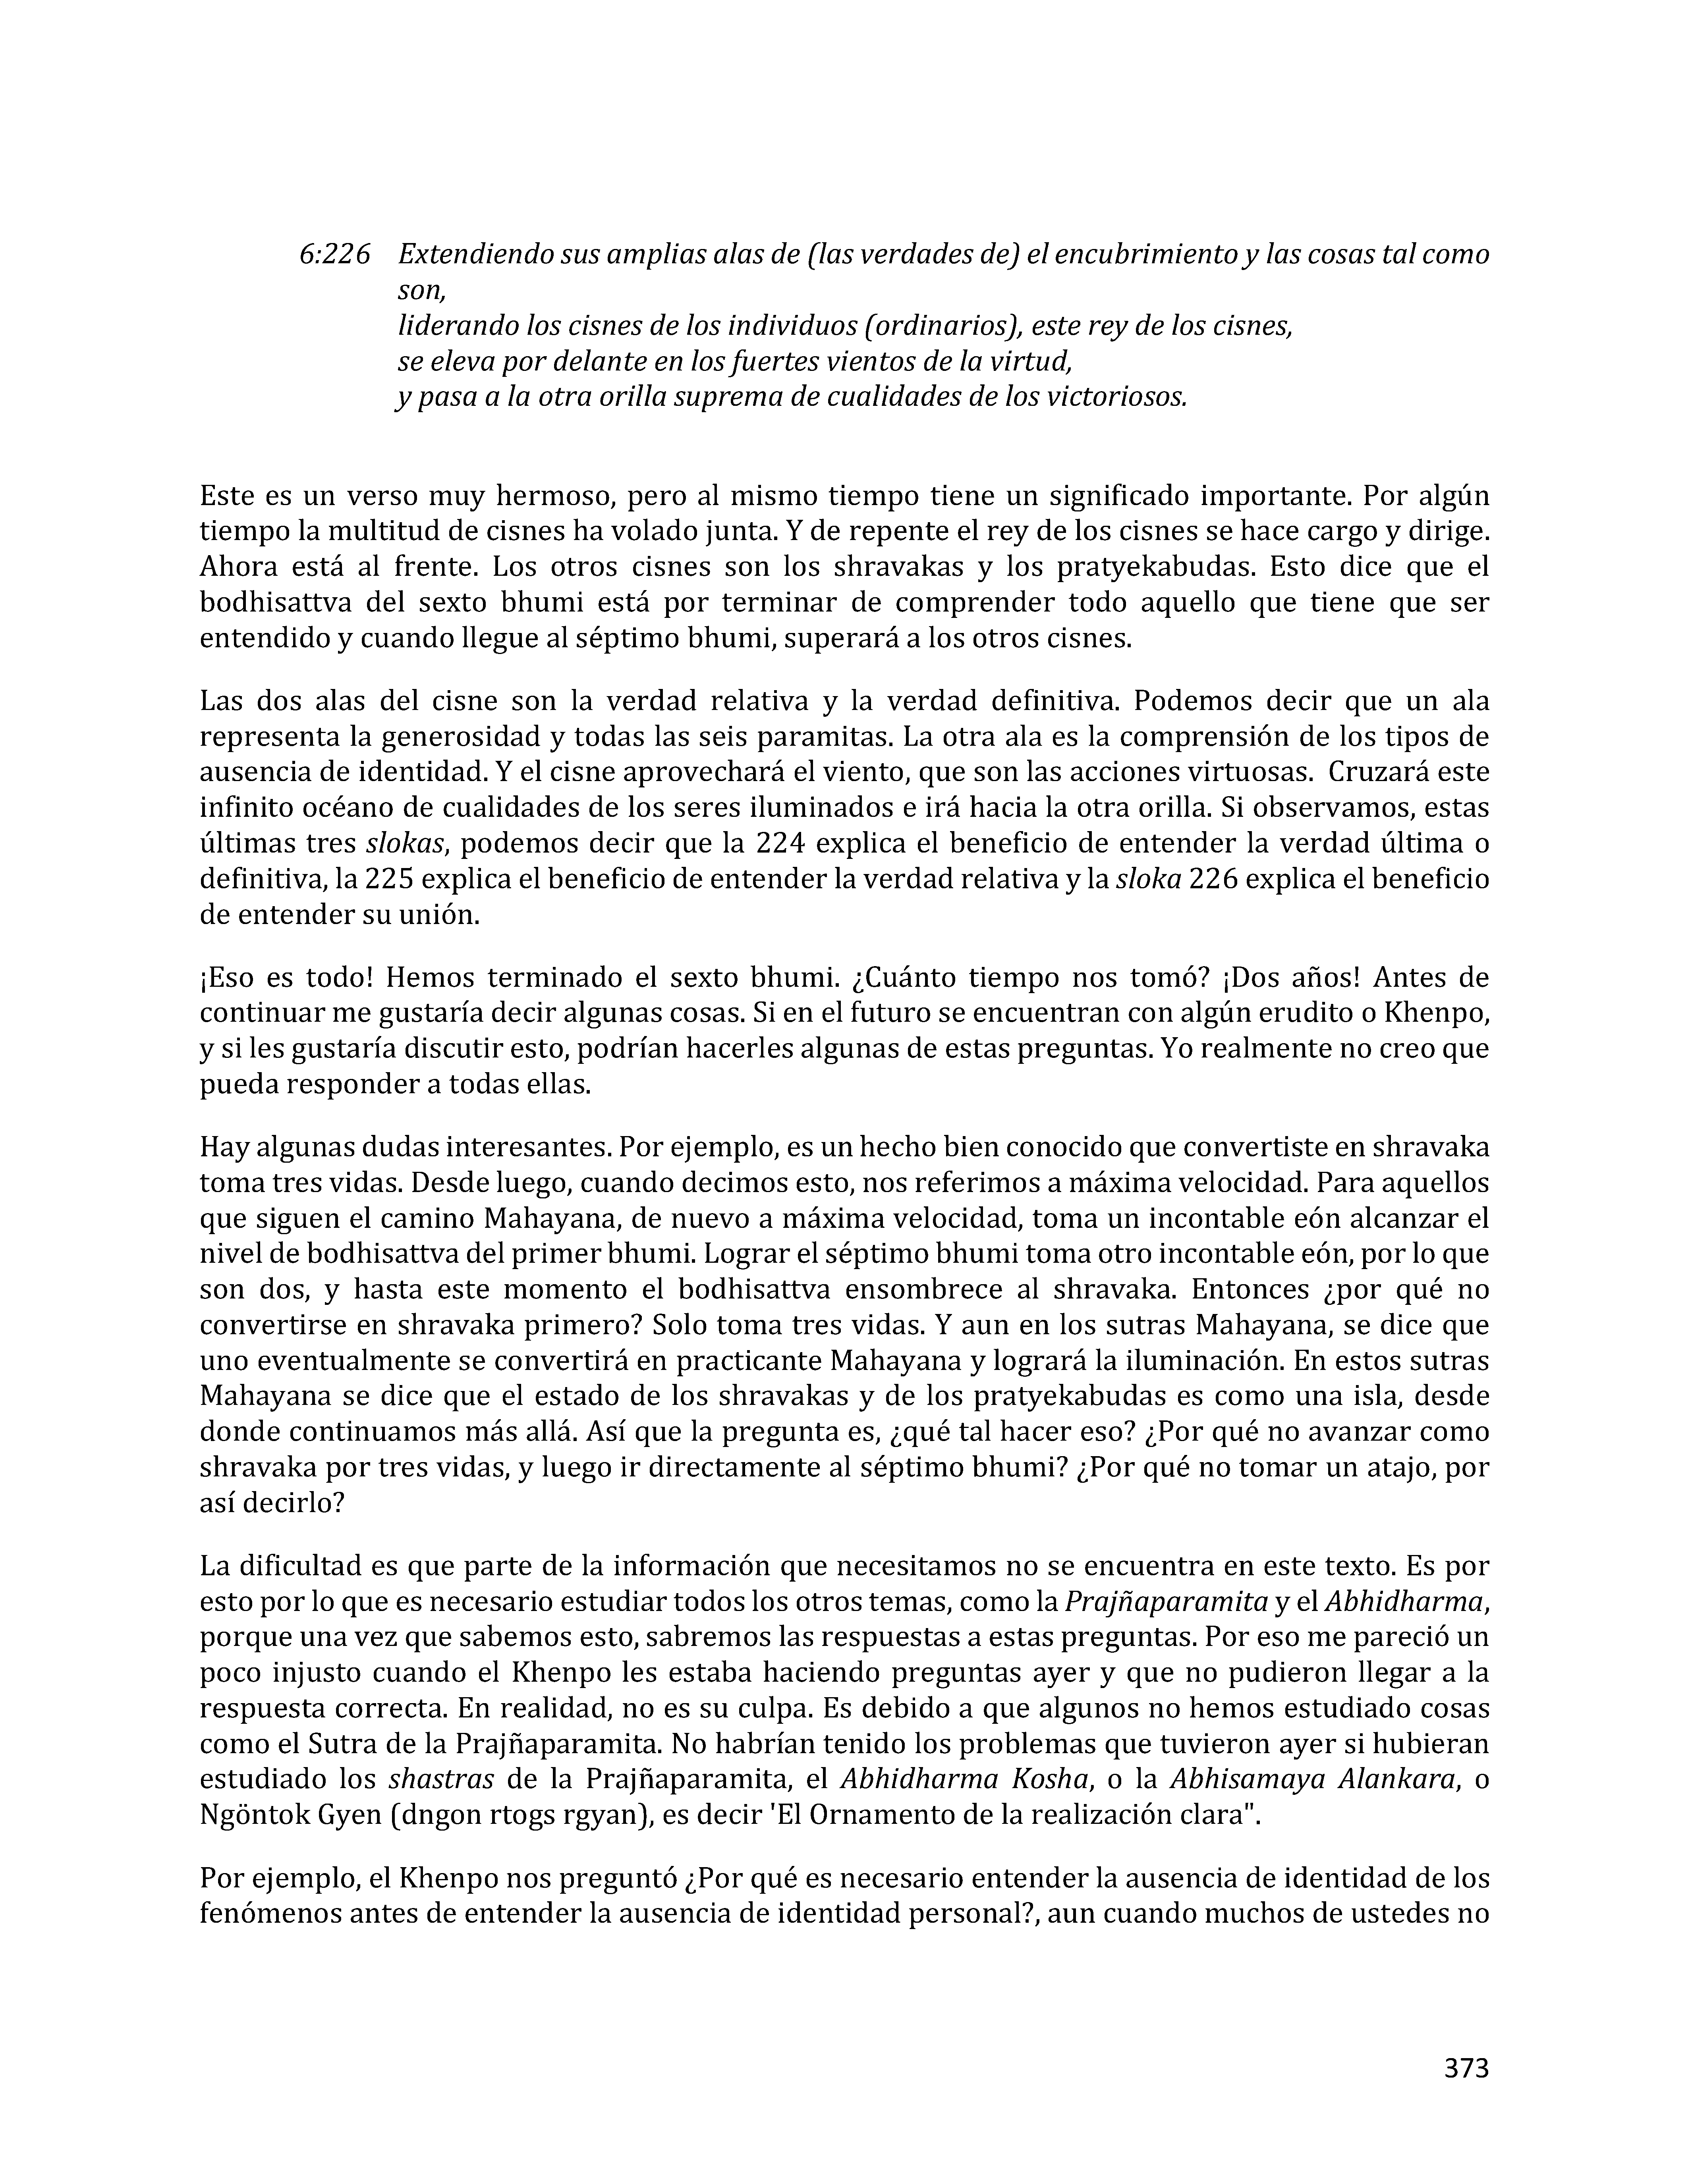 6:226 Extendiendo sus amplias alas de (las verdades de) el encubrimiento y las cosas tal como
son,
liderando los cisnes de los individuos (ordinarios), este rey de los cisnes,
se eleva por delante en los fuertes vientos de la virtud,
y pasa a la otra orilla suprema de cualidades de los victoriosos.
Este es un verso muy hermoso, pero al mismo tiempo tiene un significado importante. Por algún
tiempo la multitud de cisnes ha volado junta. Y de repente el rey de los cisnes se hace cargo y dirige.
Ahora está al frente. Los otros cisnes son los shravakas y los pratyekabudas. Esto dice que el
bodhisattva del sexto bhumi está por terminar de comprender todo aquello que tiene que ser
entendido y cuando llegue al séptimo bhumi, superará a los otros cisnes.
Las dos alas del cisne son la verdad relativa y la verdad definitiva. Podemos decir que un ala
representa la generosidad y todas las seis paramitas. La otra ala es la comprensión de los tipos de
ausencia de identidad. Y el cisne aprovechará el viento, que son las acciones virtuosas. Cruzará este
infinito océano de cualidades de los seres iluminados e irá hacia la otra orilla. Si observamos, estas
últimas tres slokas, podemos decir que la 224 explica el beneficio de entender la verdad última o
definitiva, la 225 explica el beneficio de entender la verdad relativa y la sloka 226 explica el beneficio
de entender su unión.
¡Eso es todo! Hemos terminado el sexto bhumi. ¿Cuánto tiempo nos tomó? ¡Dos años! Antes de
continuar me gustaría decir algunas cosas. Si en el futuro se encuentran con algún erudito o Khenpo,
y si les gustaría discutir esto, podrían hacerles algunas de estas preguntas. Yo realmente no creo que
pueda responder a todas ellas.
Hay algunas dudas interesantes. Por ejemplo, es un hecho bien conocido que convertiste en shravaka
toma tres vidas. Desde luego, cuando decimos esto, nos referimos a máxima velocidad. Para aquellos
que siguen el camino Mahayana, de nuevo a máxima velocidad, toma un incontable eón alcanzar el
nivel de bodhisattva del primer bhumi. Lograr el séptimo bhumi toma otro incontable eón, por lo que
son dos, y hasta este momento el bodhisattva ensombrece al shravaka. Entonces ¿por qué no
convertirse en shravaka primero? Solo toma tres vidas. Y aun en los sutras Mahayana, se dice que
uno eventualmente se convertirá en practicante Mahayana y logrará la iluminación. En estos sutras
Mahayana se dice que el estado de los shravakas y de los pratyekabudas es como una isla, desde
donde continuamos más allá. Así que la pregunta es, ¿qué tal hacer eso? ¿Por qué no avanzar como
shravaka por tres vidas, y luego ir directamente al séptimo bhumi? ¿Por qué no tomar un atajo, por
así decirlo?
La dificultad es que parte de la información que necesitamos no se encuentra en este texto. Es por
esto por lo que es necesario estudiar todos los otros temas, como la Prajñaparamita y el Abhidharma,
porque una vez que sabemos esto, sabremos las respuestas a estas preguntas. Por eso me pareció un
poco injusto cuando el Khenpo les estaba haciendo preguntas ayer y que no pudieron llegar a la
respuesta correcta. En realidad, no es su culpa. Es debido a que algunos no hemos estudiado cosas
como el Sutra de la Prajñaparamita. No habrían tenido los problemas que tuvieron ayer si hubieran
estudiado los shastras de la Prajñaparamita, el Abhidharma Kosha, o la Abhisamaya Alankara, o
Ngöntok Gyen (dngon rtogs rgyan), es decir 'El Ornamento de la realización clara".
Por ejemplo, el Khenpo nos preguntó ¿Por qué es necesario entender la ausencia de identidad de los
fenómenos antes de entender la ausencia de identidad personal?, aun cuando muchos de ustedes no
373